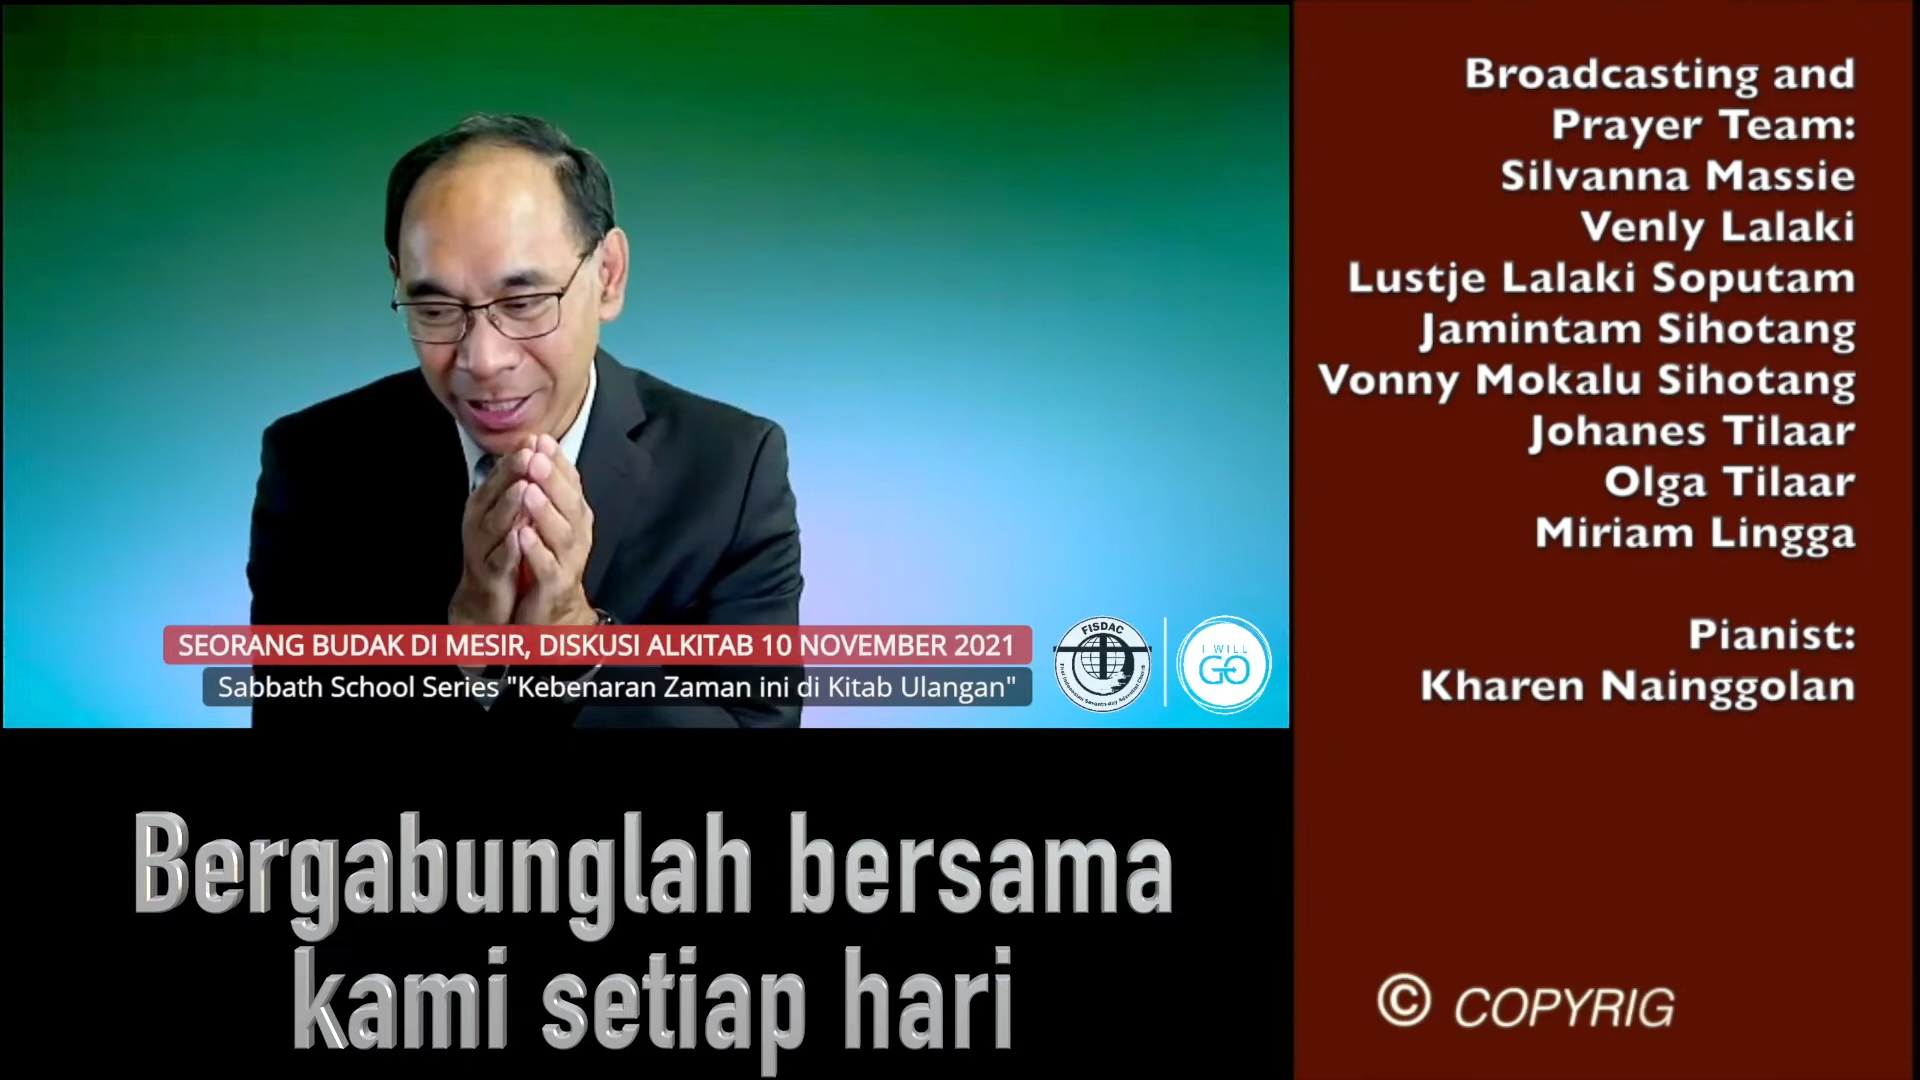 SEORANG BUDAK DI MESIR, DISKUSI ALKITAB 10 NOVEMBER 2021
Sabbath School Series "Kebenaran Zaman ini di Kitab Ulangan"
FISDAC
I WILL
GO
Bergabunglah bersama
kami setiap hari
Broadcasting and
Prayer Team:
Silvanna Massie
Venly Lalaki
Lustje Lalaki Soputam
Jamintam Sihotang
Vonny Mokalu Sihotang
Johanes Tilaar
Olga Tilaar
Miriam Lingga
Pianist:
Kharen Nainggolan
© COPYRIG